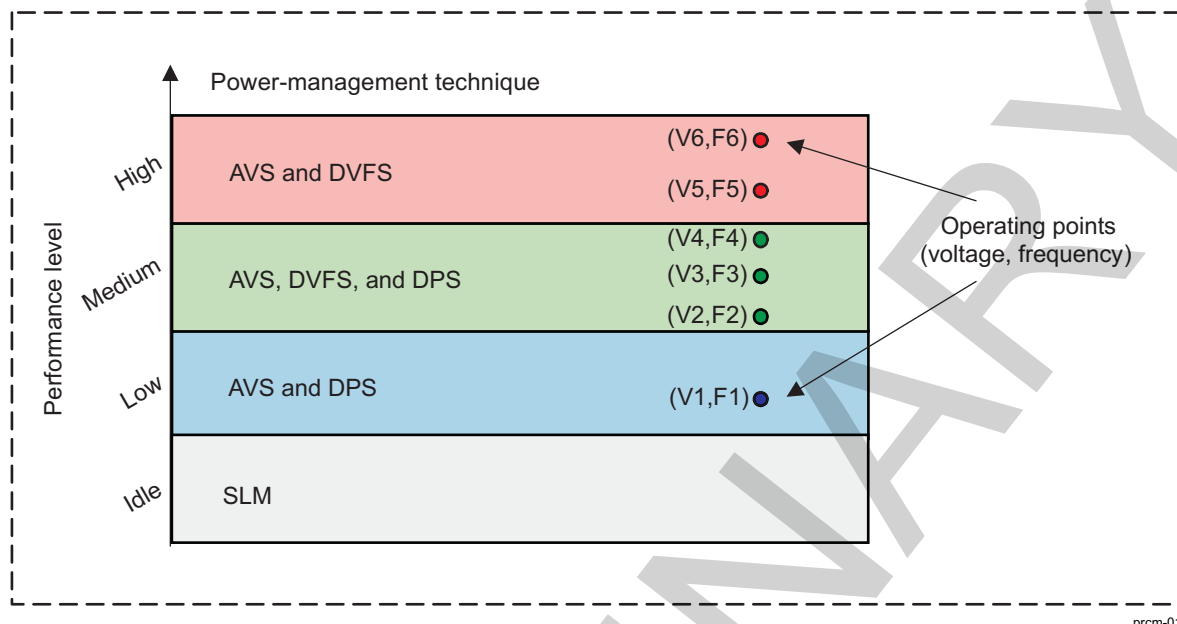 Power-management technique
High
AVS and DVFS
(V6,F6)
(V5,F5)
Medium
AVS, DVFS, and DPS
(V4,F4)
(V3,F3)
(V2,F2)
Low
AVS and DPS
(V1,F1)
Idle
SLM
Performance level
Operating points
(voltage, frequency)